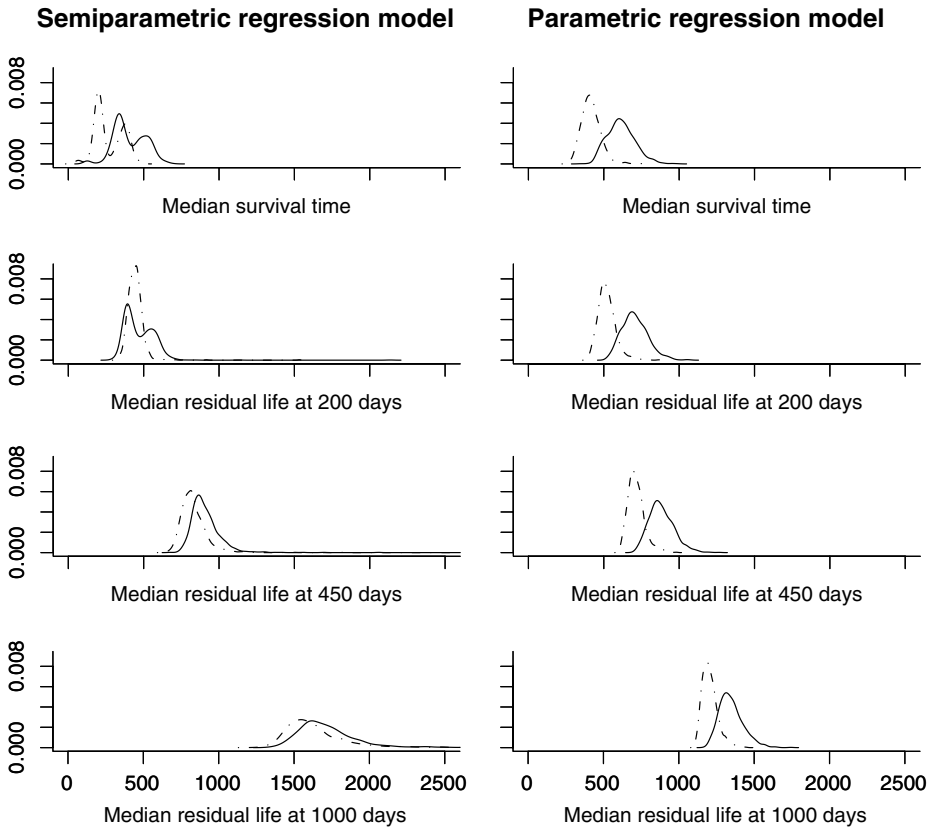 Semiparametric regression model
Parametric regression model
0.000 0.008
Median survival time
Median survival time
0.000 0.008
Median residual life at 200 days
Median residual life at 200 days
0.000 0.008
Median residual life at 450 days
Median residual life at 450 days
0.000 0.008
0 500 1000 1500 2000 2500
0 500 1000 1500 2000 2500
Median residual life at 1000 days
Median residual life at 1000 days